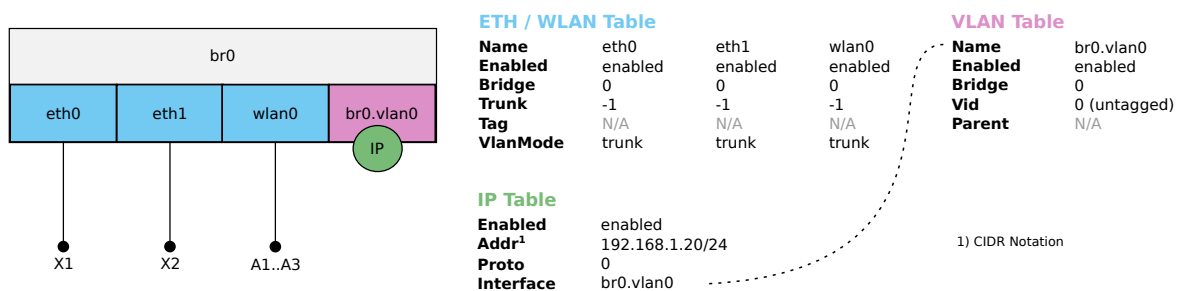 br0
eth0 eth1 wlan0 br0.vlan0
IP
X1 X2 A1..A3
ETH / WLAN Table
Name eth0 eth1 wlan0
Enabled enabled enabled enabled
Bridge 0 0 0
Trunk -1 -1 -1
Tag N/A N/A N/A
VlanMode trunk trunk trunk
VLAN Table
Name br0.vlan0
Enabled enabled
Bridge 0
Vid 0 (untagged)
Parent N/A
IP Table
Enabled enabled
Addr¹ 192.168.1.20/24
Proto 0
Interface br0.vlan0
1) CIDR Notation